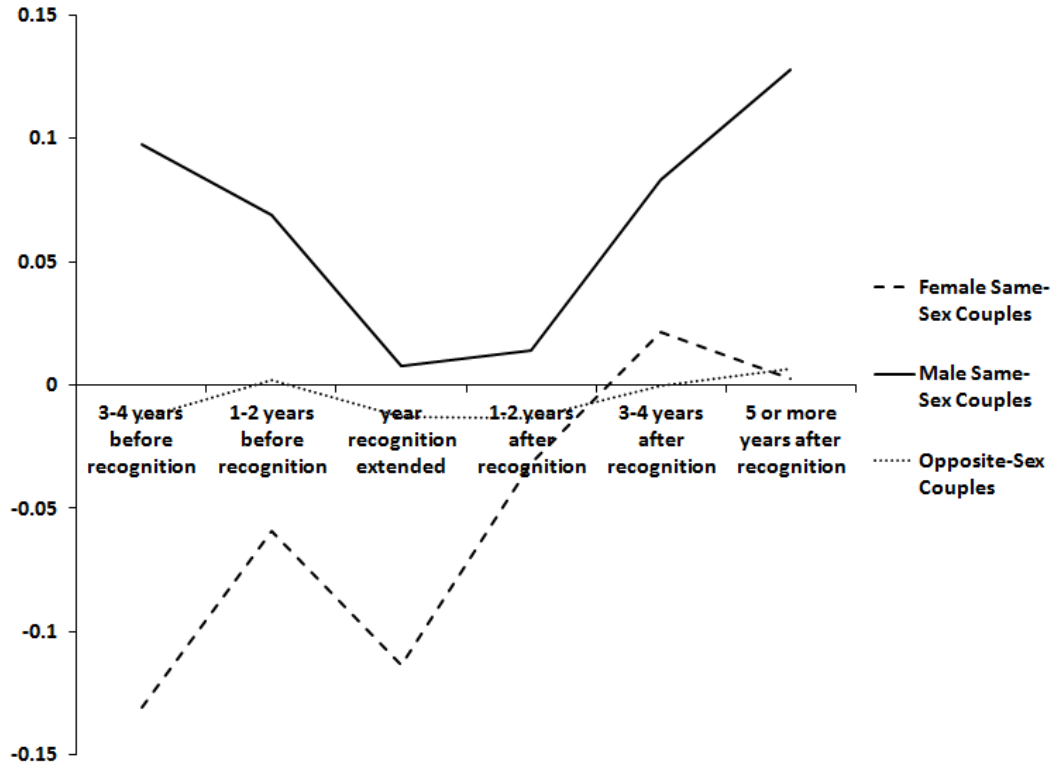 0.15
0.1
0.05
0
-0.05
-0.1
-0.15
3-4 years
before
recognition
1-2 years
before
recognition
year
recognition
extended
1-2 years
after
recognition
3-4 years
after
recognition
5 or more
years after
recognition
Female Same-
Sex Couples
Male Same-
Sex Couples
Opposite-Sex
Couples